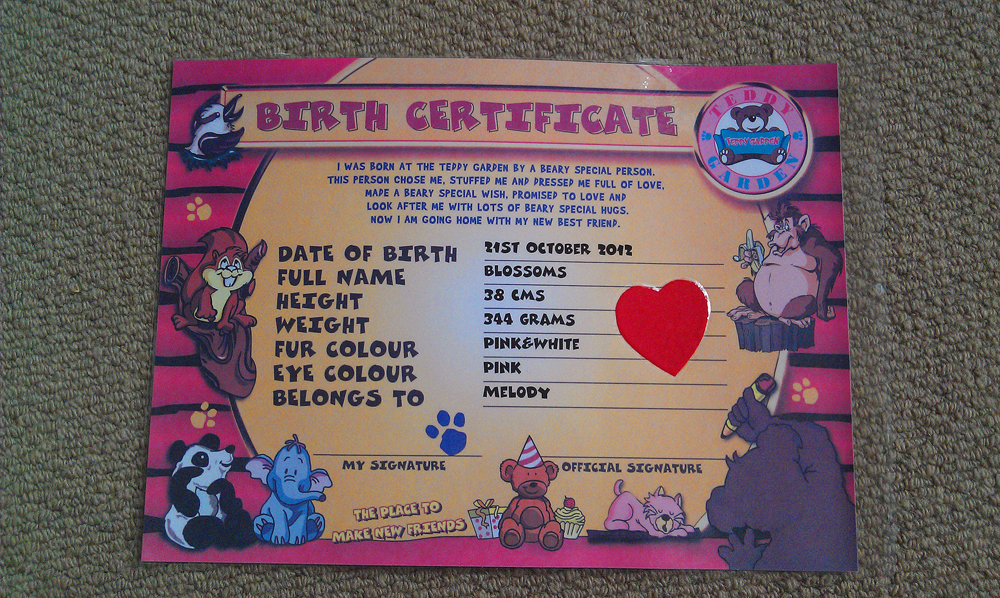 BIRTH CERTIFICATE
TEDDY
TEDDY GARDEN
GARDEN
I WAS BORN AT THE TEDDY GARDEN BY A BEARY SPECIAL PERSON.
THIS PERSON CHOSE ME, STUFFED ME AND DRESSED ME FULL OF LOVE,
MADE A BEARY SPECIAL WISH, PROMISED TO LOVE AND
LOOK AFTER ME WITH LOTS OF BEARY SPECIAL HUGS.
NOW I AM GOING HOME WITH MY NEW BEST FRIEND.
DATE OF BIRTH 21ST OCTOBER 2012
FULL NAME BLOSSOMS
HEIGHT 38 CMS
WEIGHT 344 GRAMS
FUR COLOUR PINK&WHITE
EYE COLOUR PINK
BELONGS TO MELODY
MY SIGNATURE OFFICIAL SIGNATURE
THE PLACE TO
MAKE NEW FRIENDS